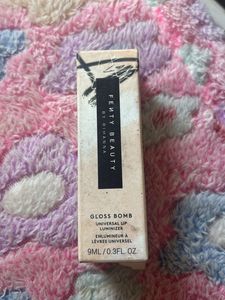 FENTY BEAUTY
BY RIHANNA
GLOSS BOMB
UNIVERSAL LIP
LUMINIZER
ENLUMINEUR À
LÈVRES UNIVERSEL
9ML / 0.3FL. OZ.